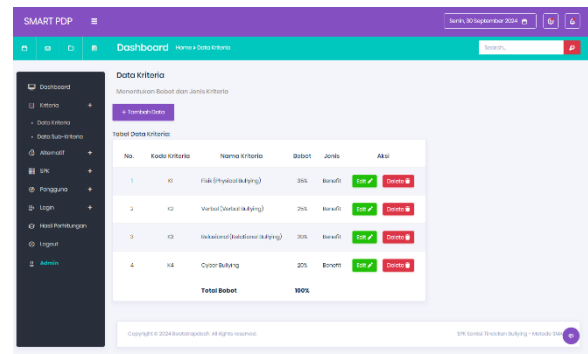 SMART PDP
Senin, 30 September 2024
Dashboard Home » Data Kriteria
Search...
Dashboard
Kriteria +
Data Kriteria
Data Sub-Kriteria
Alternatif +
SPK +
Pengguna +
Login +
Hasil Perhitungan
Logout
Admin
Data Kriteria
Menentukan Bobot dan Jenis Kriteria
+ Tambah Data
Tabel Data Kriteria:
No. Kode Kriteria Nama Kriteria Bobot Jenis Aksi
1 K1 Fisik (Physical Bullying) 35% Benefit Edit Delete
2 K2 Verbal (Verbal Bullying) 25% Benefit Edit Delete
3 K3 Relasional (Relational Bullying) 20% Benefit Edit Delete
4 K4 Cyber Bullying 20% Benefit Edit Delete
Total Bobot 100%
Copyright © 2024 Bootstrapdash. All rights reserved.
SPK Sanksi Tindakan Bullying - Metode